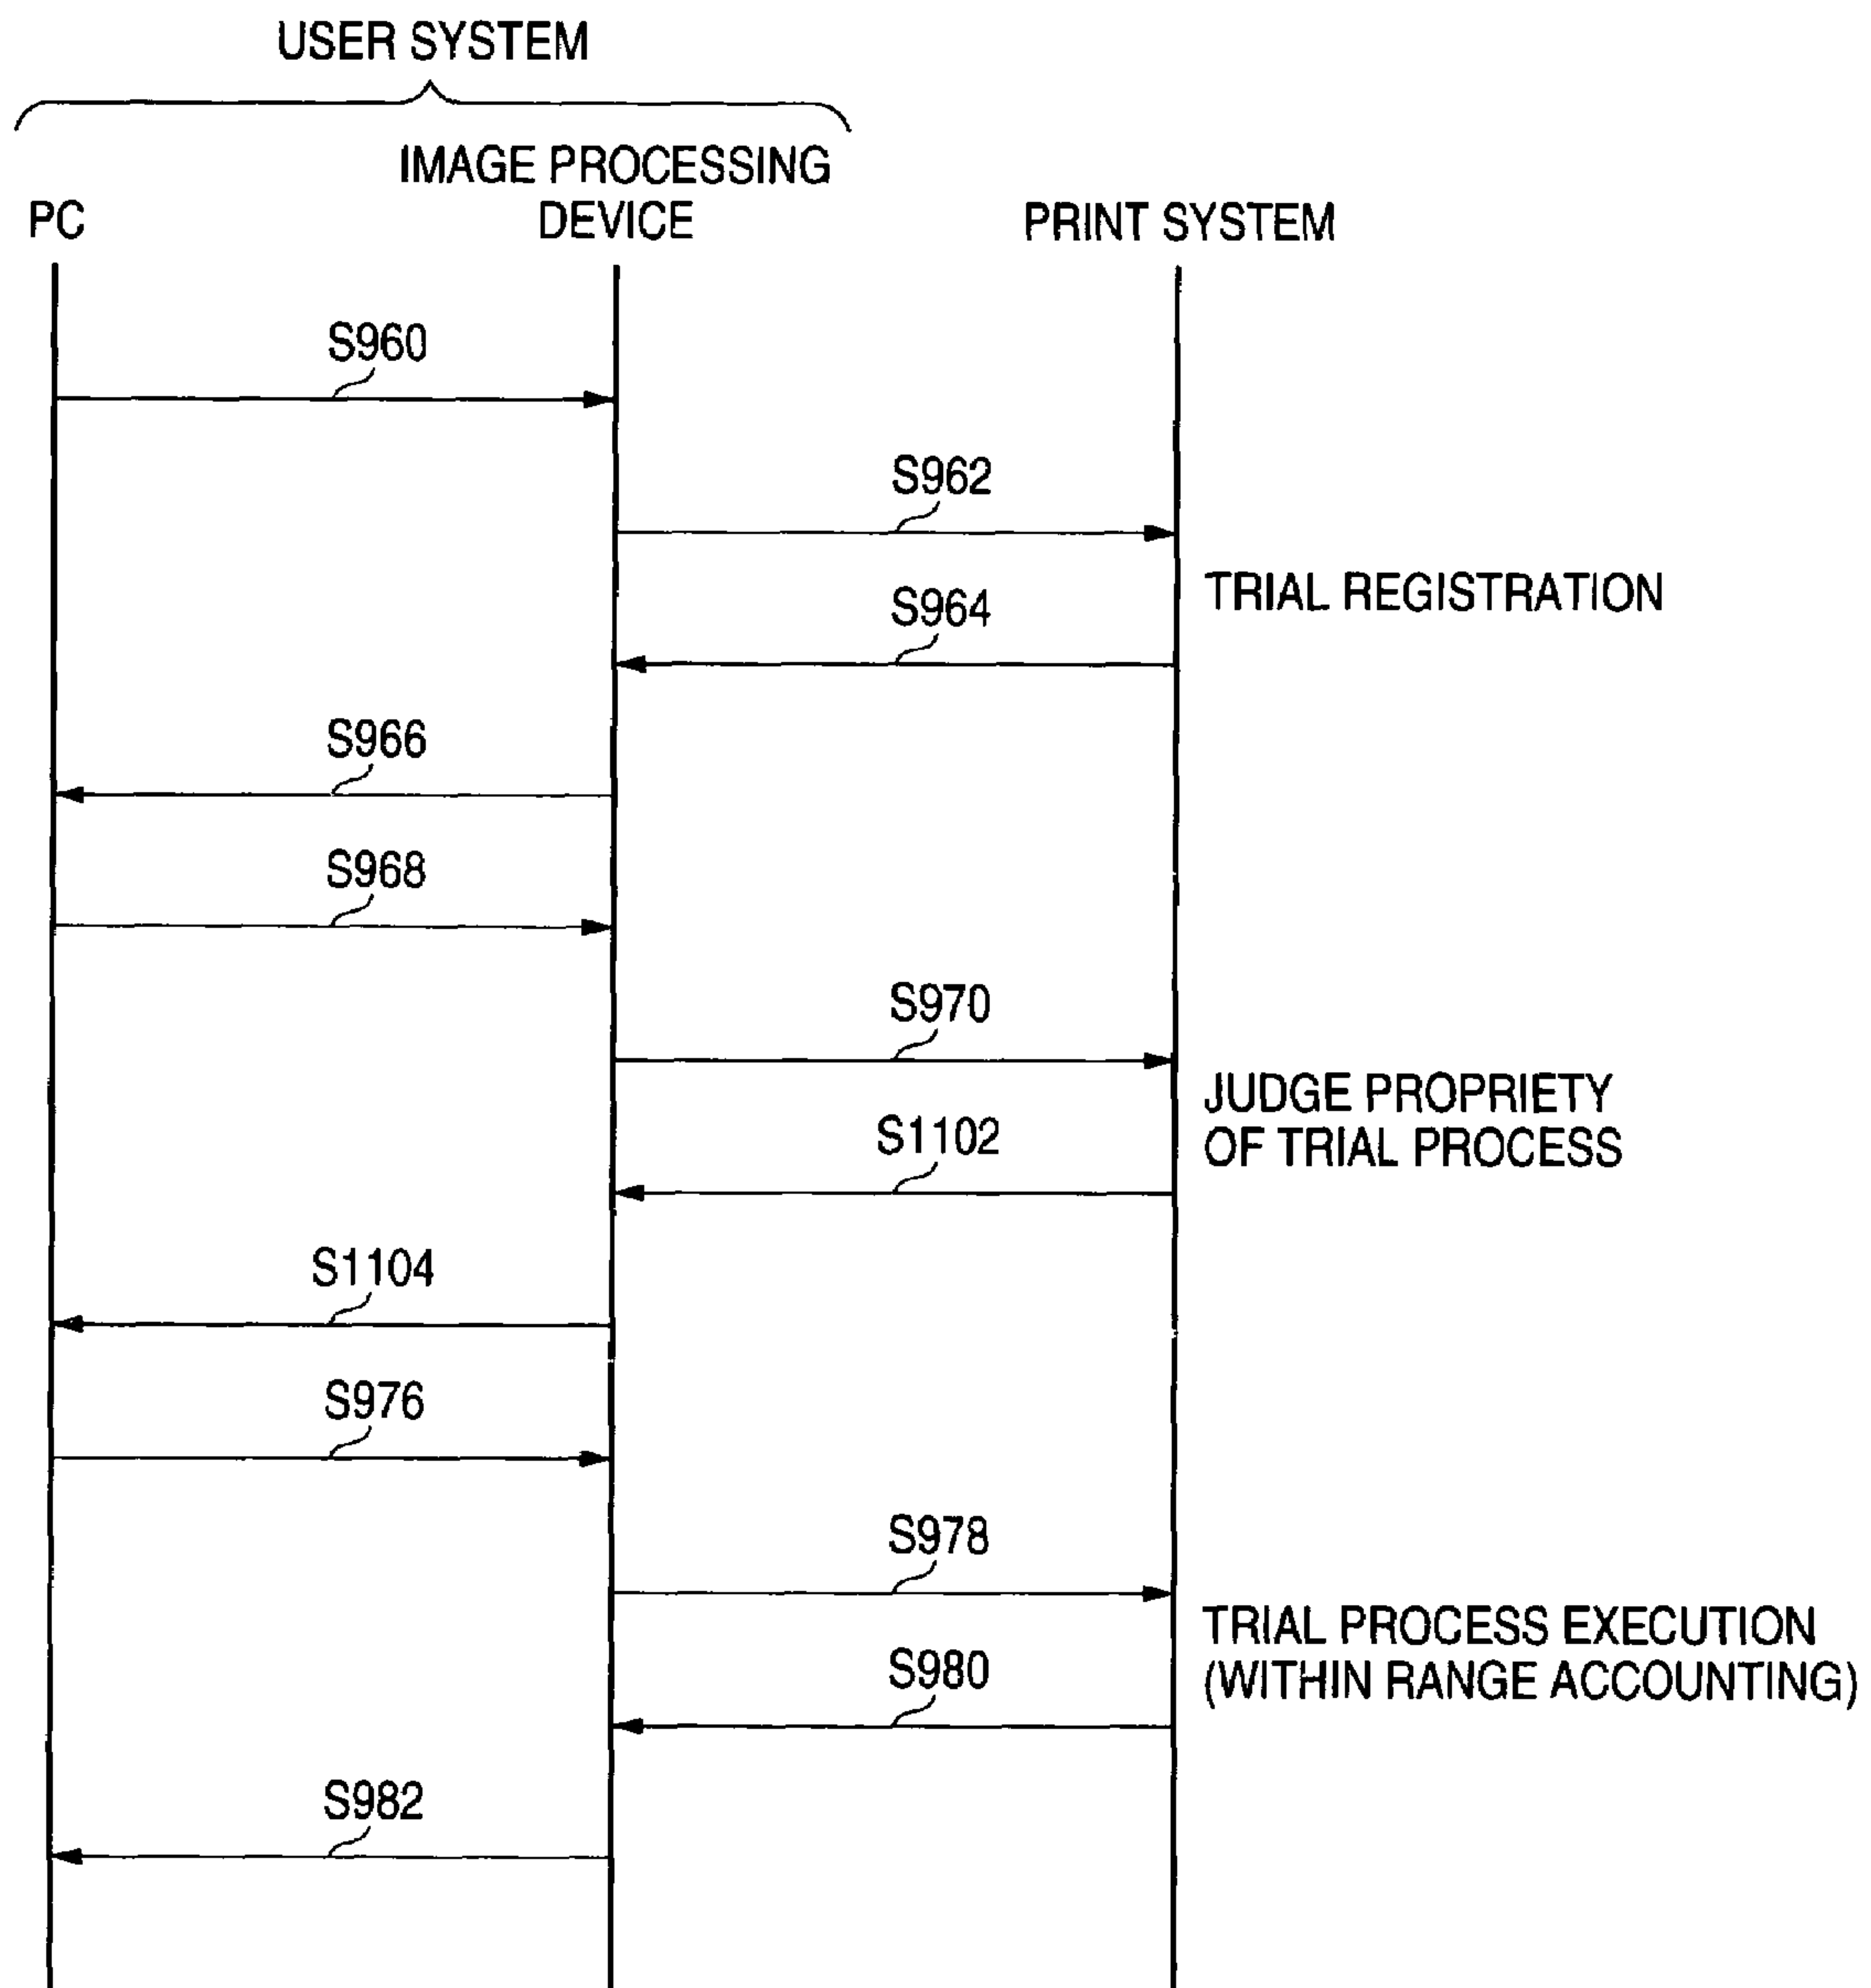 USER SYSTEM
IMAGE PROCESSING
DEVICE
PC
PRINT SYSTEM
S960
S962
TRIAL REGISTRATION
S964
S966
S968
S970
JUDGE PROPRIETY
OF TRIAL PROCESS
S1102
S1104
S976
S978
TRIAL PROCESS EXECUTION
(WITHIN RANGE ACCOUNTING)
S980
S982